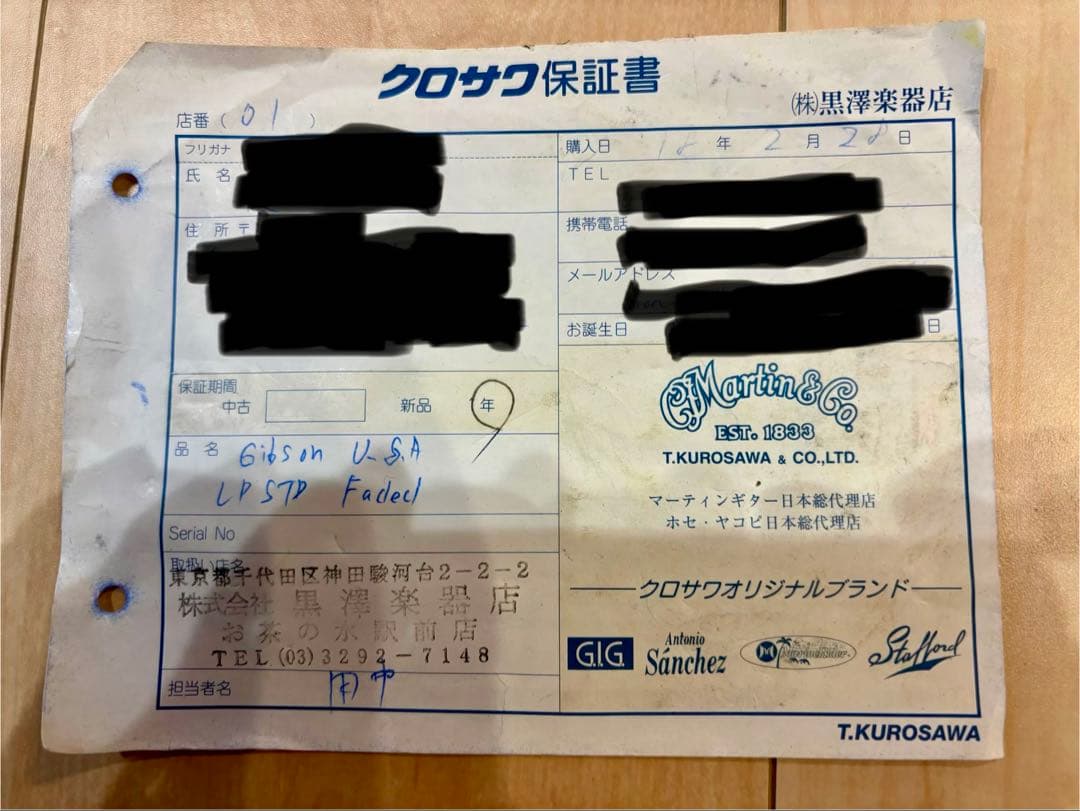 クロサワ保証書
(株)黒澤楽器店
店番( 01 )
フリガナ
氏 名
住 所 〒
購入日 18 年 2 月 28 日
TEL
携帯電話
メールアドレス
お誕生日 日
保証期間
中古 新品 年
品 名 Gibson U.S.A
LP STD Faded
Serial No
取扱い店名
東京都千代田区神田駿河台2-2-2
株式会社 黒澤楽器店
お茶の水駅前店
TEL(03)3292-7148
担当者名 田中
C.F. Martin & Co.
EST. 1833
T.KUROSAWA & CO.,LTD.
マーティンギター日本総代理店
ホセ・ヤコピ日本総代理店
クロサワオリジナルブランド
G.I.G.
Antonio
Sánchez
Stafford
T.KUROSAWA